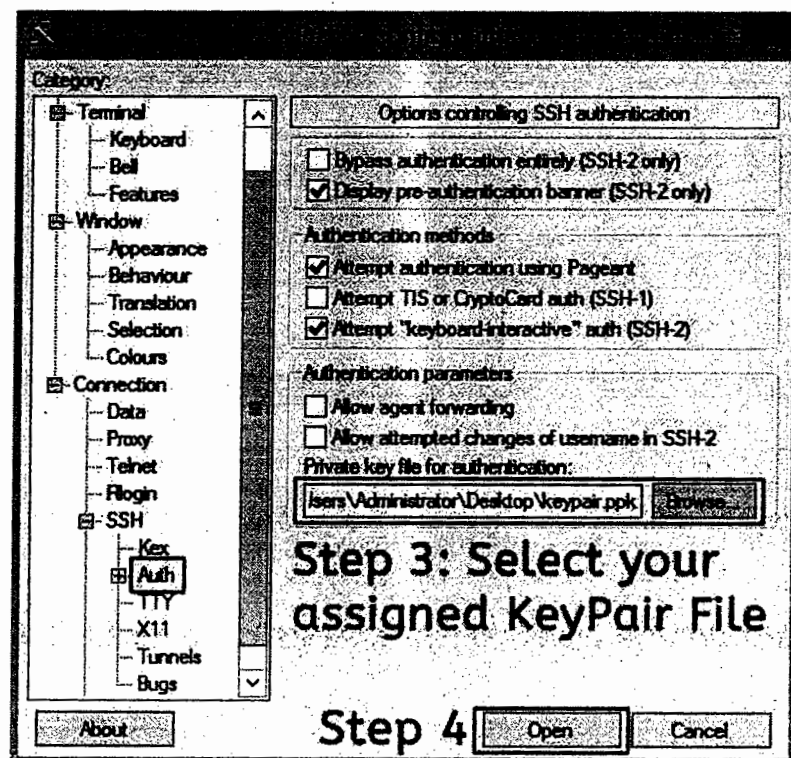 Category:
Terminal
Keyboard
Bell
Features
Window
Appearance
Behaviour
Translation
Selection
Colours
Connection
Data
Proxy
Telnet
Rlogin
SSH
Kex
Auth
TTY
X11
Tunnels
Bugs
Options controlling SSH authentication
Bypass authentication entirely (SSH-2 only)
Display pre-authentication banner (SSH-2 only)
Authentication methods
Attempt authentication using Pageant
Attempt TIS or CryptoCard auth (SSH-1)
Attempt "keyboard-interactive" auth (SSH-2)
Authentication parameters
Allow agent forwarding
Allow attempted changes of username in SSH-2
Private key file for authentication:
sers\Administrator\Desktop\keypair.ppk
Browse...
Step 3: Select your
assigned KeyPair File
About
Step 4
Open
Cancel